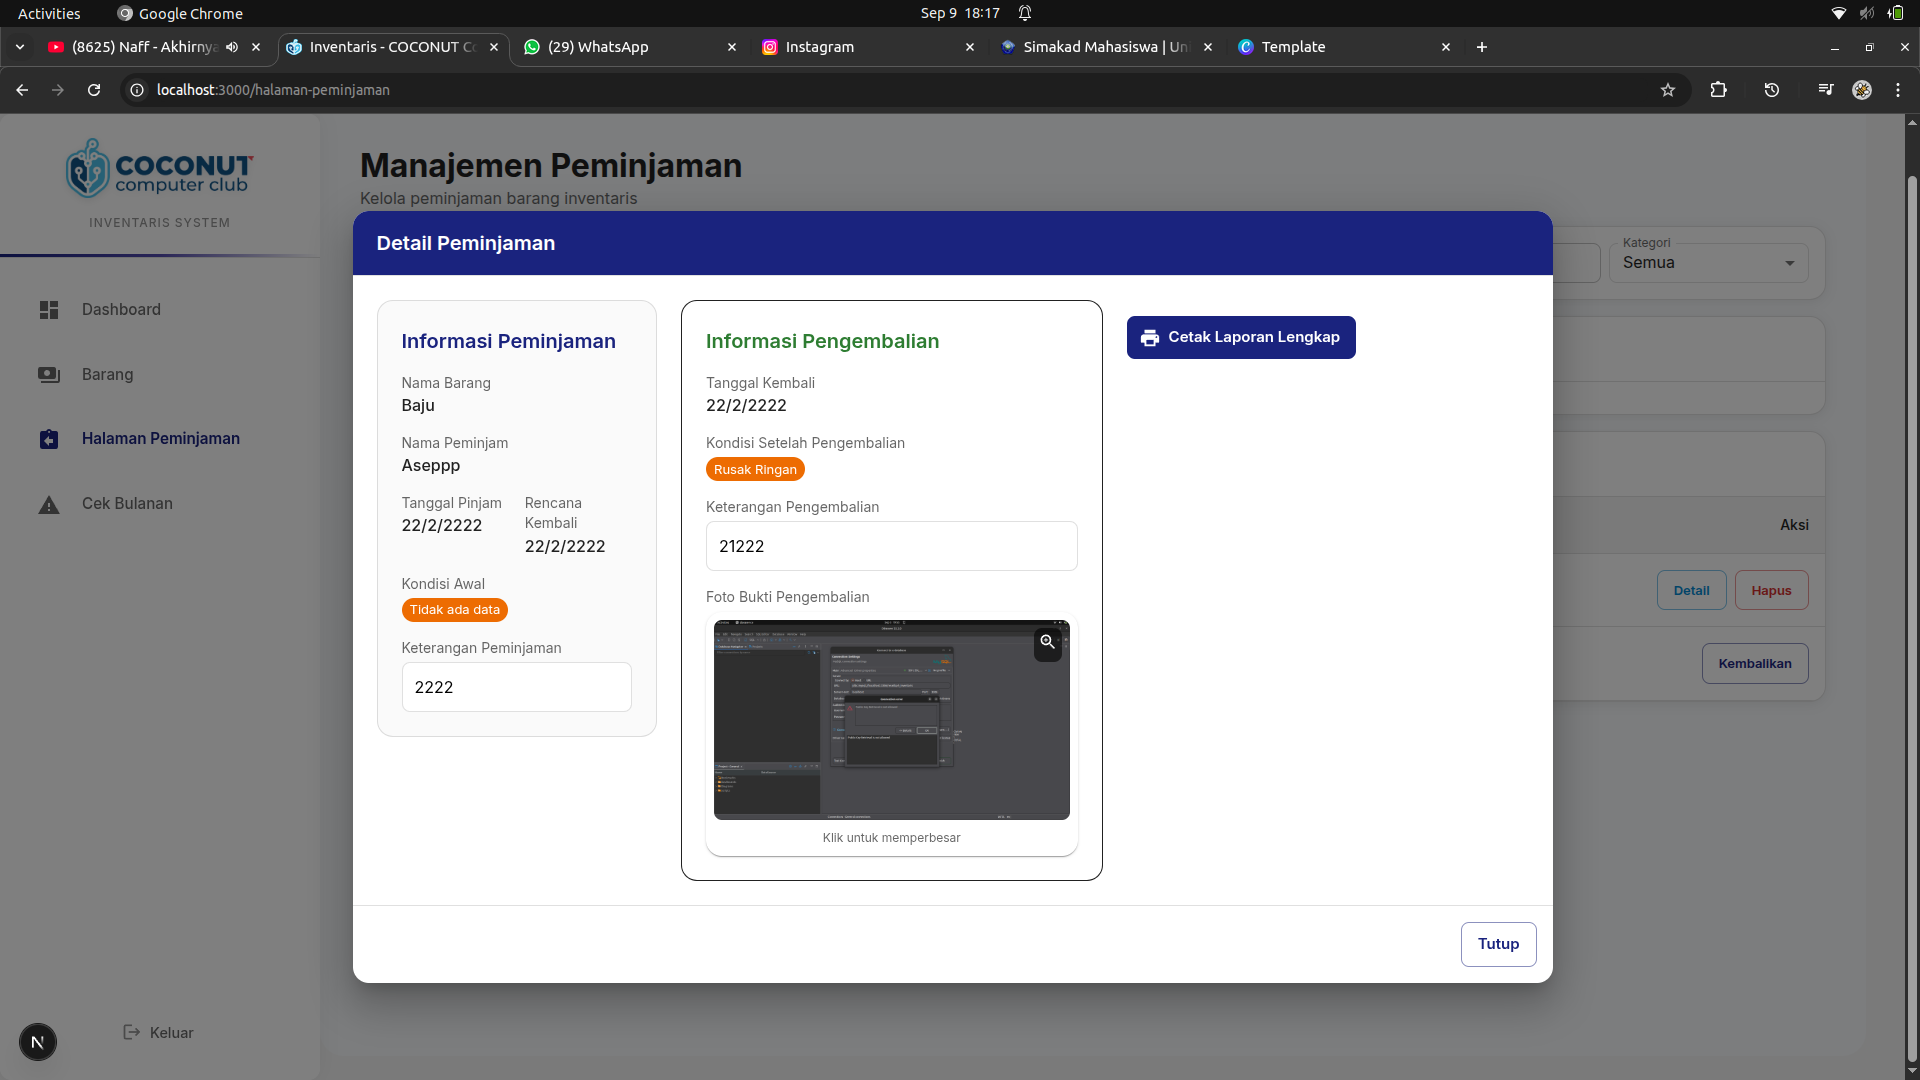 Activities
Google Chrome
Sep 9 18:17
(8625) Naff - Akhirnya
Inventaris - COCONUT Co
(29) WhatsApp
Instagram
Simakad Mahasiswa | Uni
Template
localhost:3000/halaman-peminjaman
COCONUT
computer club
INVENTARIS SYSTEM
Dashboard
Barang
Halaman Peminjaman
Cek Bulanan
Keluar
N
Manajemen Peminjaman
Kelola peminjaman barang inventaris
Kategori
Semua
Aksi
Detail
Hapus
Kembalikan
Detail Peminjaman
Informasi Peminjaman
Nama Barang
Baju
Nama Peminjam
Aseppp
Tanggal Pinjam
22/2/2222
Rencana
Kembali
22/2/2222
Kondisi Awal
Tidak ada data
Keterangan Peminjaman
2222
Informasi Pengembalian
Tanggal Kembali
22/2/2222
Kondisi Setelah Pengembalian
Rusak Ringan
Keterangan Pengembalian
21222
Foto Bukti Pengembalian
Klik untuk memperbesar
Cetak Laporan Lengkap
Tutup